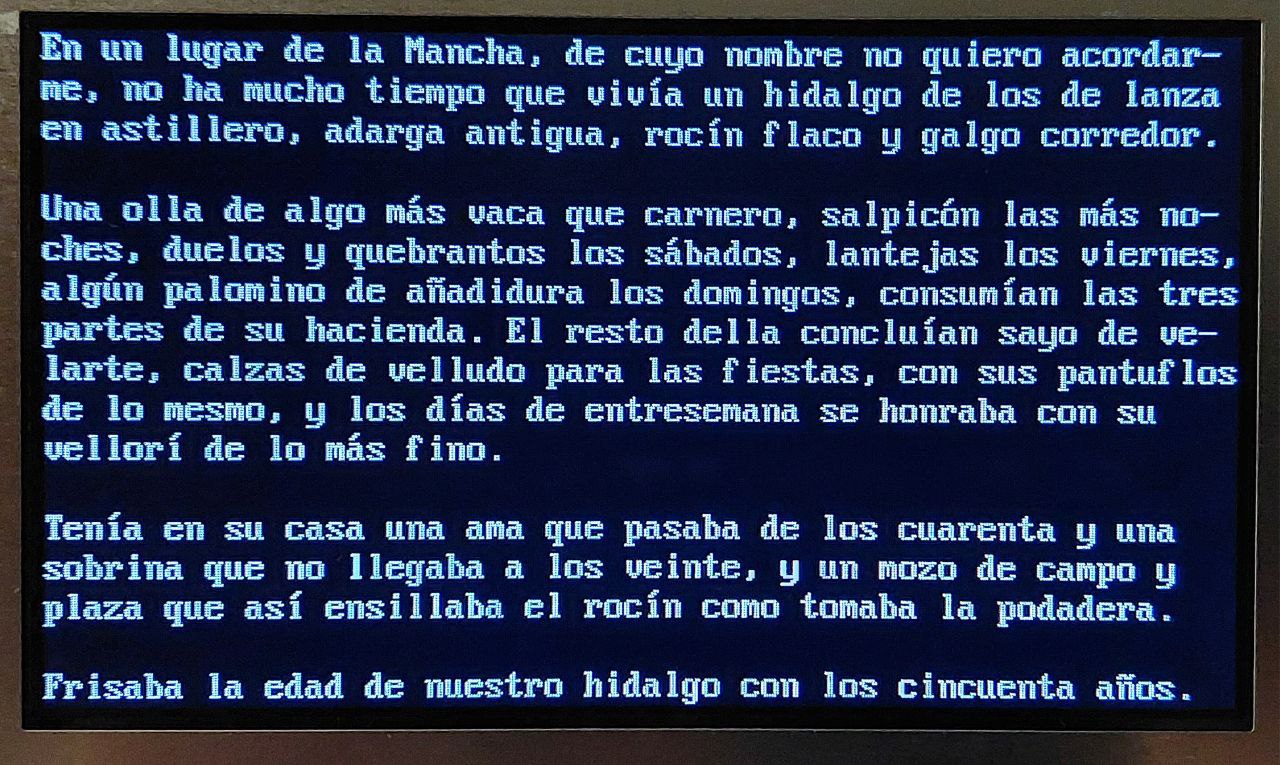 En un lugar de la Mancha, de cuyo nombre no quiero acordar-
me, no ha mucho tiempo que vivía un hidalgo de los de lanza
en astillero, adarga antigua, rocín flaco y galgo corredor.

Una olla de algo más vaca que carnero, salpicón las más no-
ches, duelos y quebrantos los sábados, lantejas los viernes,
algún palomino de añadidura los domingos, consumían las tres
partes de su hacienda. El resto della concluían sayo de ve-
larte, calzas de velludo para las fiestas, con sus pantuflos
de lo mesmo, y los días de entresemana se honraba con su
vellorí de lo más fino.

Tenía en su casa una ama que pasaba de los cuarenta y una
sobrina que no llegaba a los veinte, y un mozo de campo y
plaza que así ensillaba el rocín como tomaba la podadera.

Frisaba la edad de nuestro hidalgo con los cincuenta años.